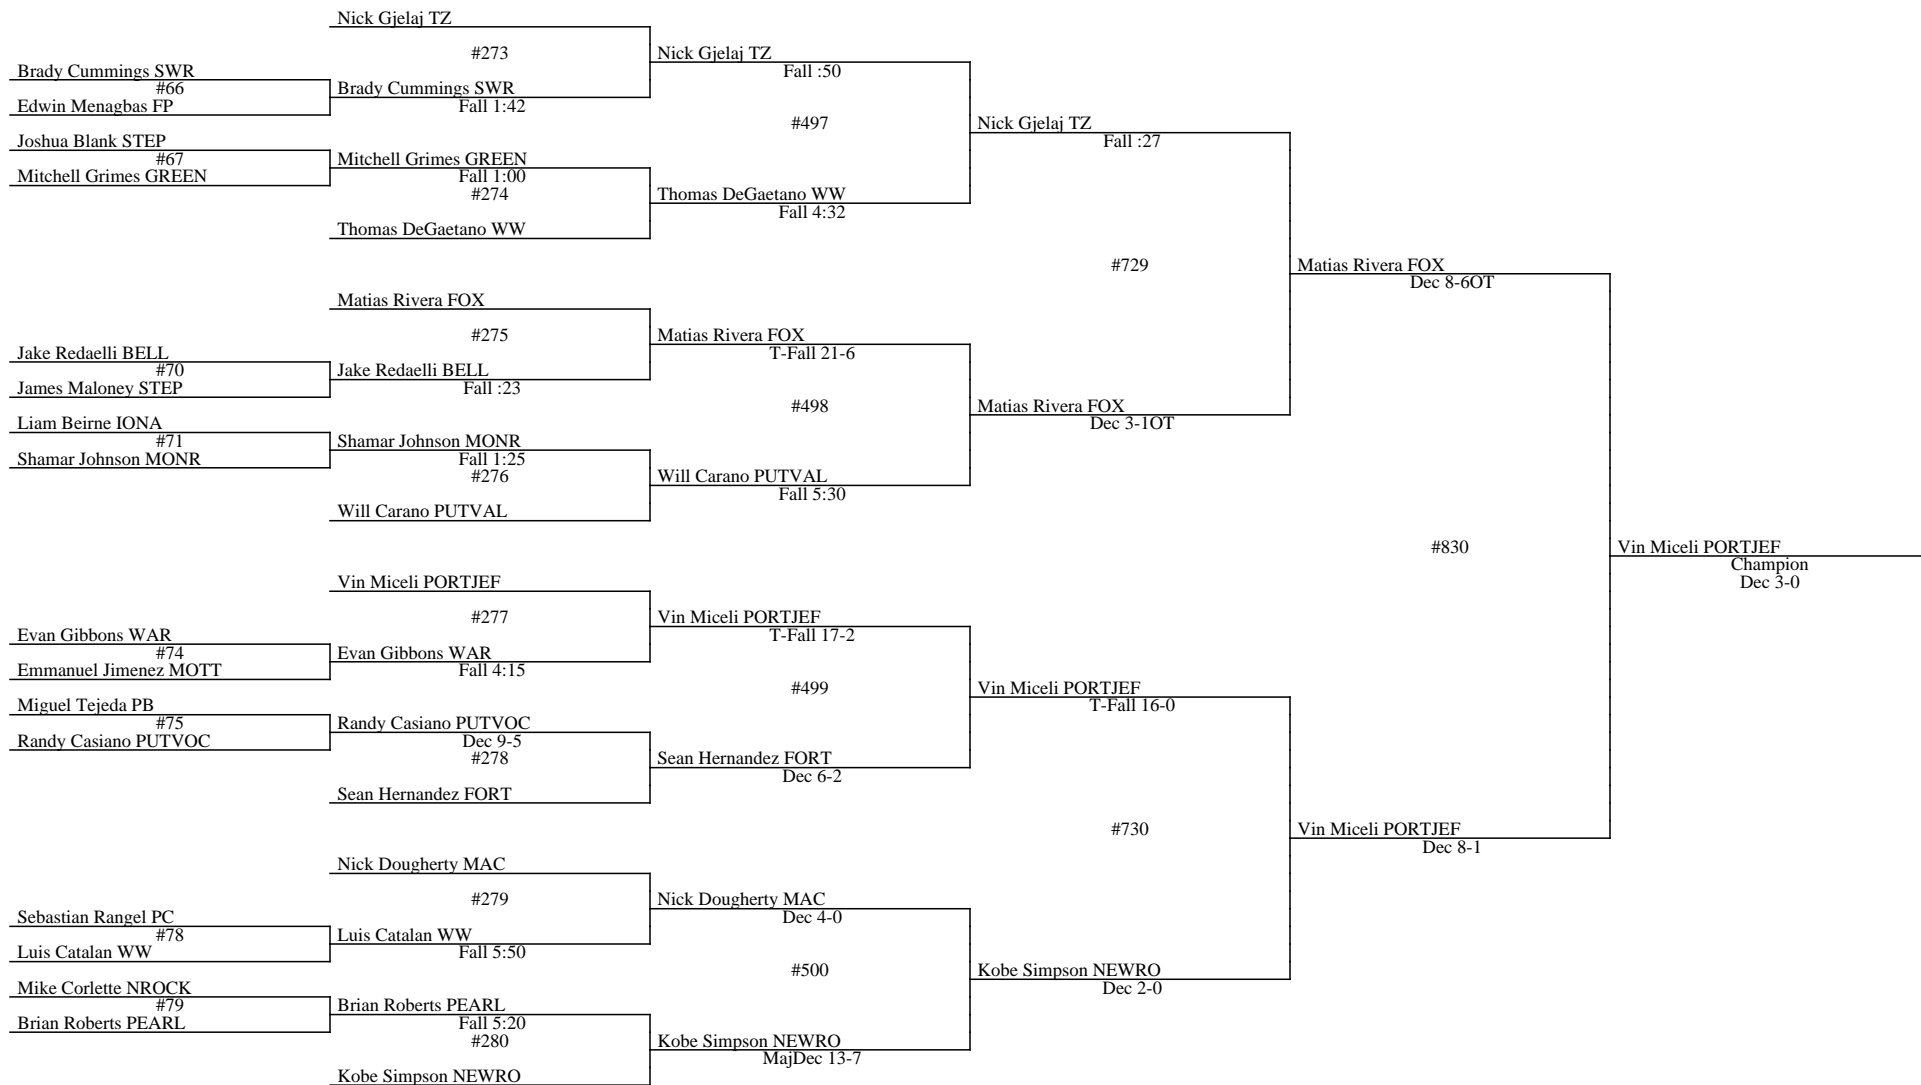 Nick Gjelaj TZ
#273
Nick Gjelaj TZ
Fall :50
Brady Cummings SWR
#66
Edwin Menagbas FP
Brady Cummings SWR
Fall 1:42
#497
Nick Gjelaj TZ
Fall :27
Joshua Blank STEP
#67
Mitchell Grimes GREEN
Mitchell Grimes GREEN
Fall 1:00
#274
Thomas DeGaetano WW
Fall 4:32
Thomas DeGaetano WW
#729
Matias Rivera FOX
Dec 8-6OT
Matias Rivera FOX
#275
Matias Rivera FOX
T-Fall 21-6
Jake Redaelli BELL
#70
James Maloney STEP
Jake Redaelli BELL
Fall :23
#498
Matias Rivera FOX
Dec 3-1OT
Liam Beirne IONA
#71
Shamar Johnson MONR
Shamar Johnson MONR
Fall 1:25
#276
Will Carano PUTVAL
Fall 5:30
Will Carano PUTVAL
#830
Vin Miceli PORTJEF
Champion
Dec 3-0
Vin Miceli PORTJEF
#277
Vin Miceli PORTJEF
T-Fall 17-2
Evan Gibbons WAR
#74
Emmanuel Jimenez MOTT
Evan Gibbons WAR
Fall 4:15
#499
Vin Miceli PORTJEF
T-Fall 16-0
Miguel Tejeda PB
#75
Randy Casiano PUTVOC
Randy Casiano PUTVOC
Dec 9-5
#278
Sean Hernandez FORT
Dec 6-2
Sean Hernandez FORT
#730
Vin Miceli PORTJEF
Dec 8-1
Nick Dougherty MAC
#279
Nick Dougherty MAC
Dec 4-0
Sebastian Rangel PC
#78
Luis Catalan WW
Luis Catalan WW
Fall 5:50
#500
Kobe Simpson NEWRO
Dec 2-0
Mike Corlette NROCK
#79
Brian Roberts PEARL
Brian Roberts PEARL
Fall 5:20
#280
Kobe Simpson NEWRO
MajDec 13-7
Kobe Simpson NEWRO